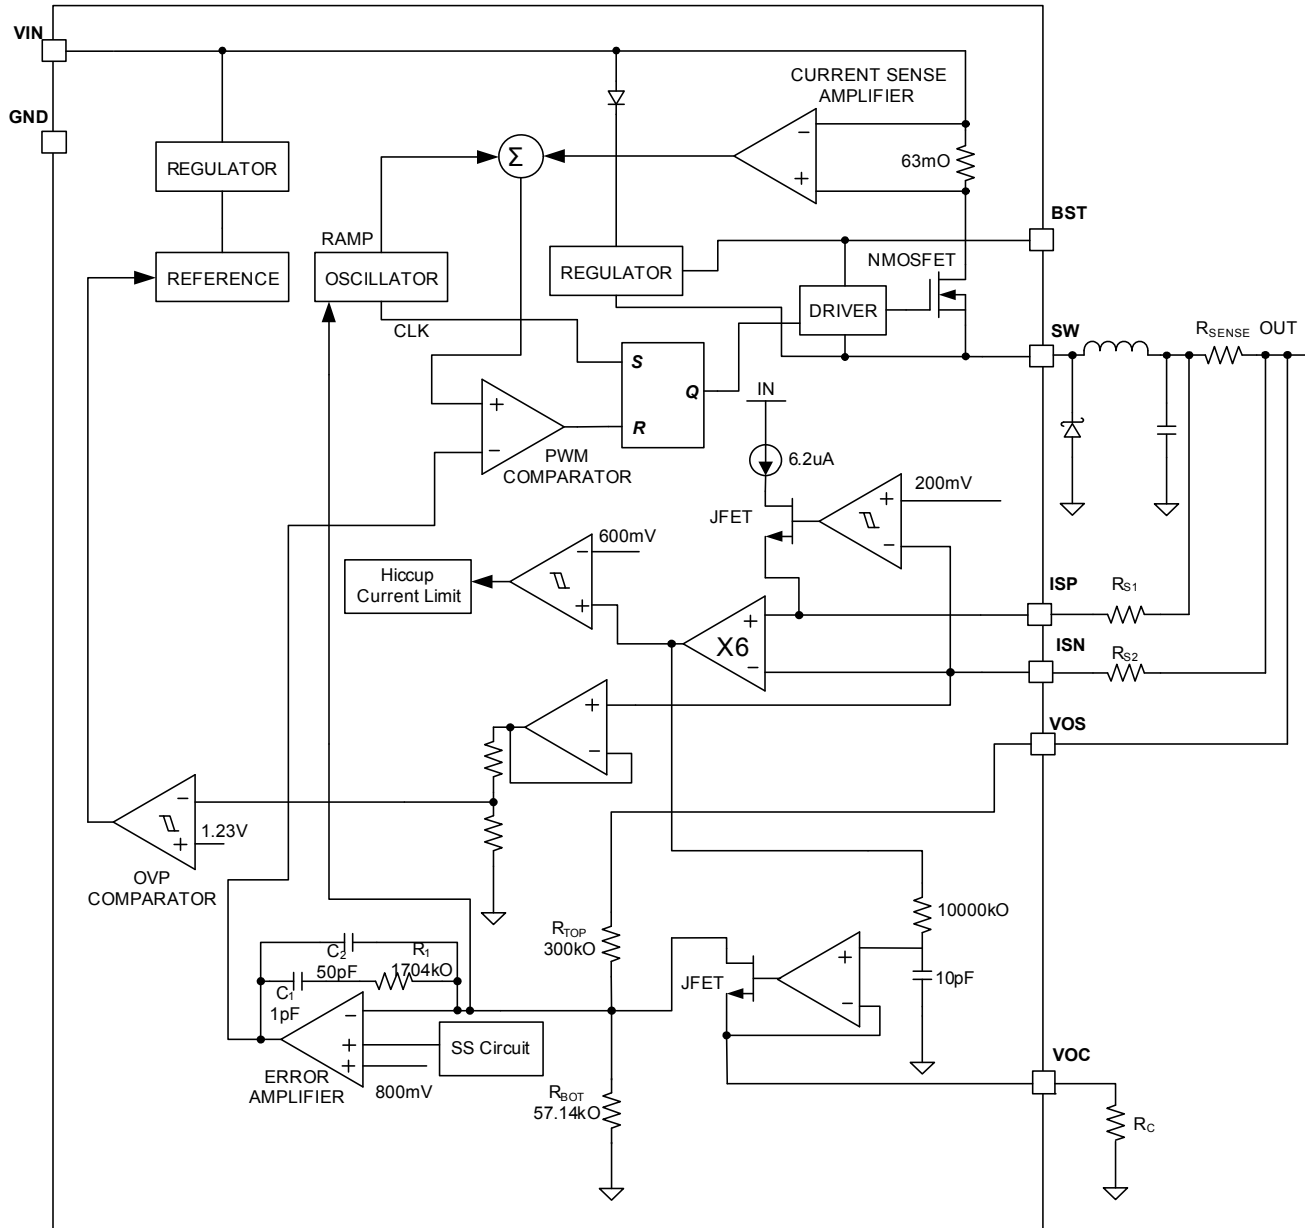 VIN
GND
REGULATOR
REFERENCE
RAMP
OSCILLATOR
CLK
Σ
CURRENT SENSE
AMPLIFIER
−
+
63mO
BST
REGULATOR
NMOSFET
DRIVER
SW
RSENSE OUT
S
Q
R
+
−
PWM
COMPARATOR
IN
6.2uA
JFET
+
−
200mV
600mV
−
+
Hiccup
Current Limit
X6
+
−
ISP
RS1
ISN
RS2
VOS
+
−
−
+
1.23V
OVP
COMPARATOR
RTOP
300kO
10000kO
10pF
JFET
+
−
C2
50pF
R1
1704kO
C1
1pF
−
+
+
SS Circuit
800mV
ERROR
AMPLIFIER
RBOT
57.14kO
VOC
RC